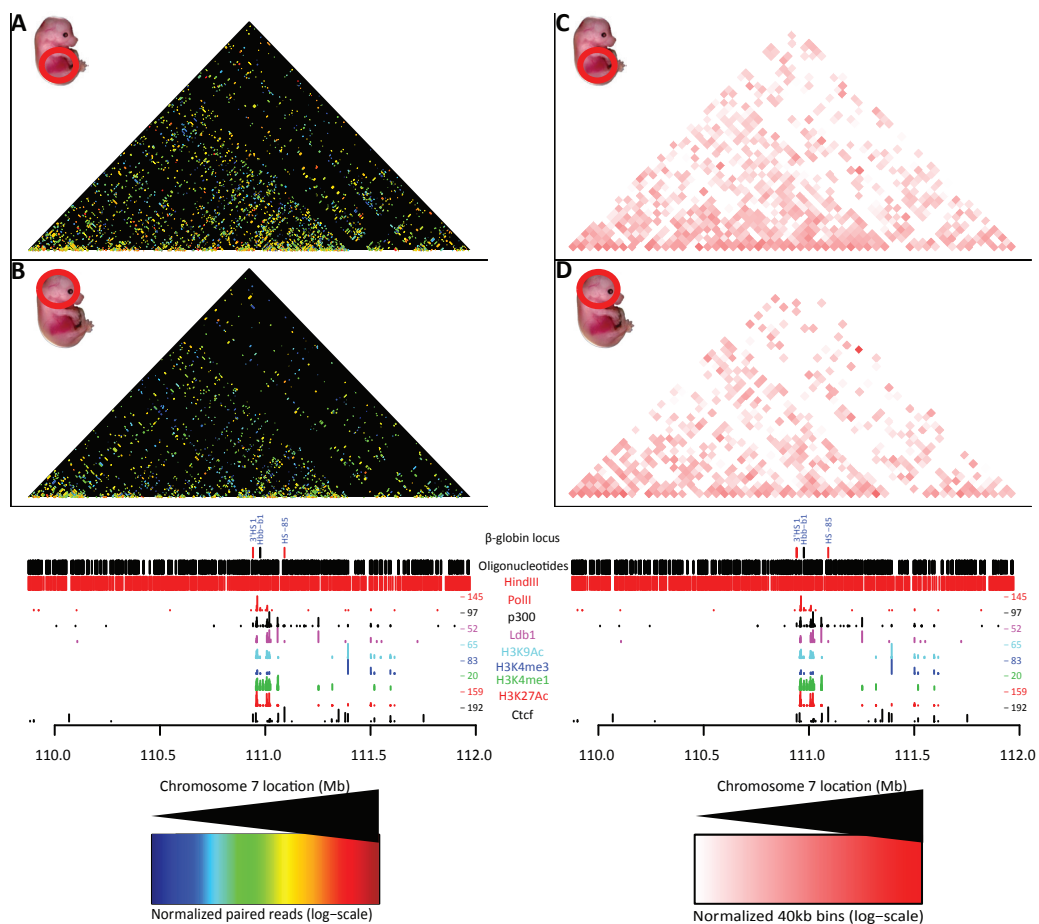 A
C
B
D
3'HS1
Hbb-b1
HS-85
β-globin locus
3'HS1
Hbb-b1
HS-85
Oligonucleotides
HindIII
PolII
p300
Ldb1
H3K9Ac
H3K4me3
H3K4me1
H3K27Ac
Ctcf
- 145
- 97
- 52
- 65
- 83
- 20
- 159
- 192
- 145
- 97
- 52
- 65
- 83
- 20
- 159
- 192
110.0 110.5 111.0 111.5 112.0
110.0 110.5 111.0 111.5 112.0
Chromosome 7 location (Mb)
Chromosome 7 location (Mb)
Normalized paired reads (log-scale)
Normalized 40kb bins (log-scale)